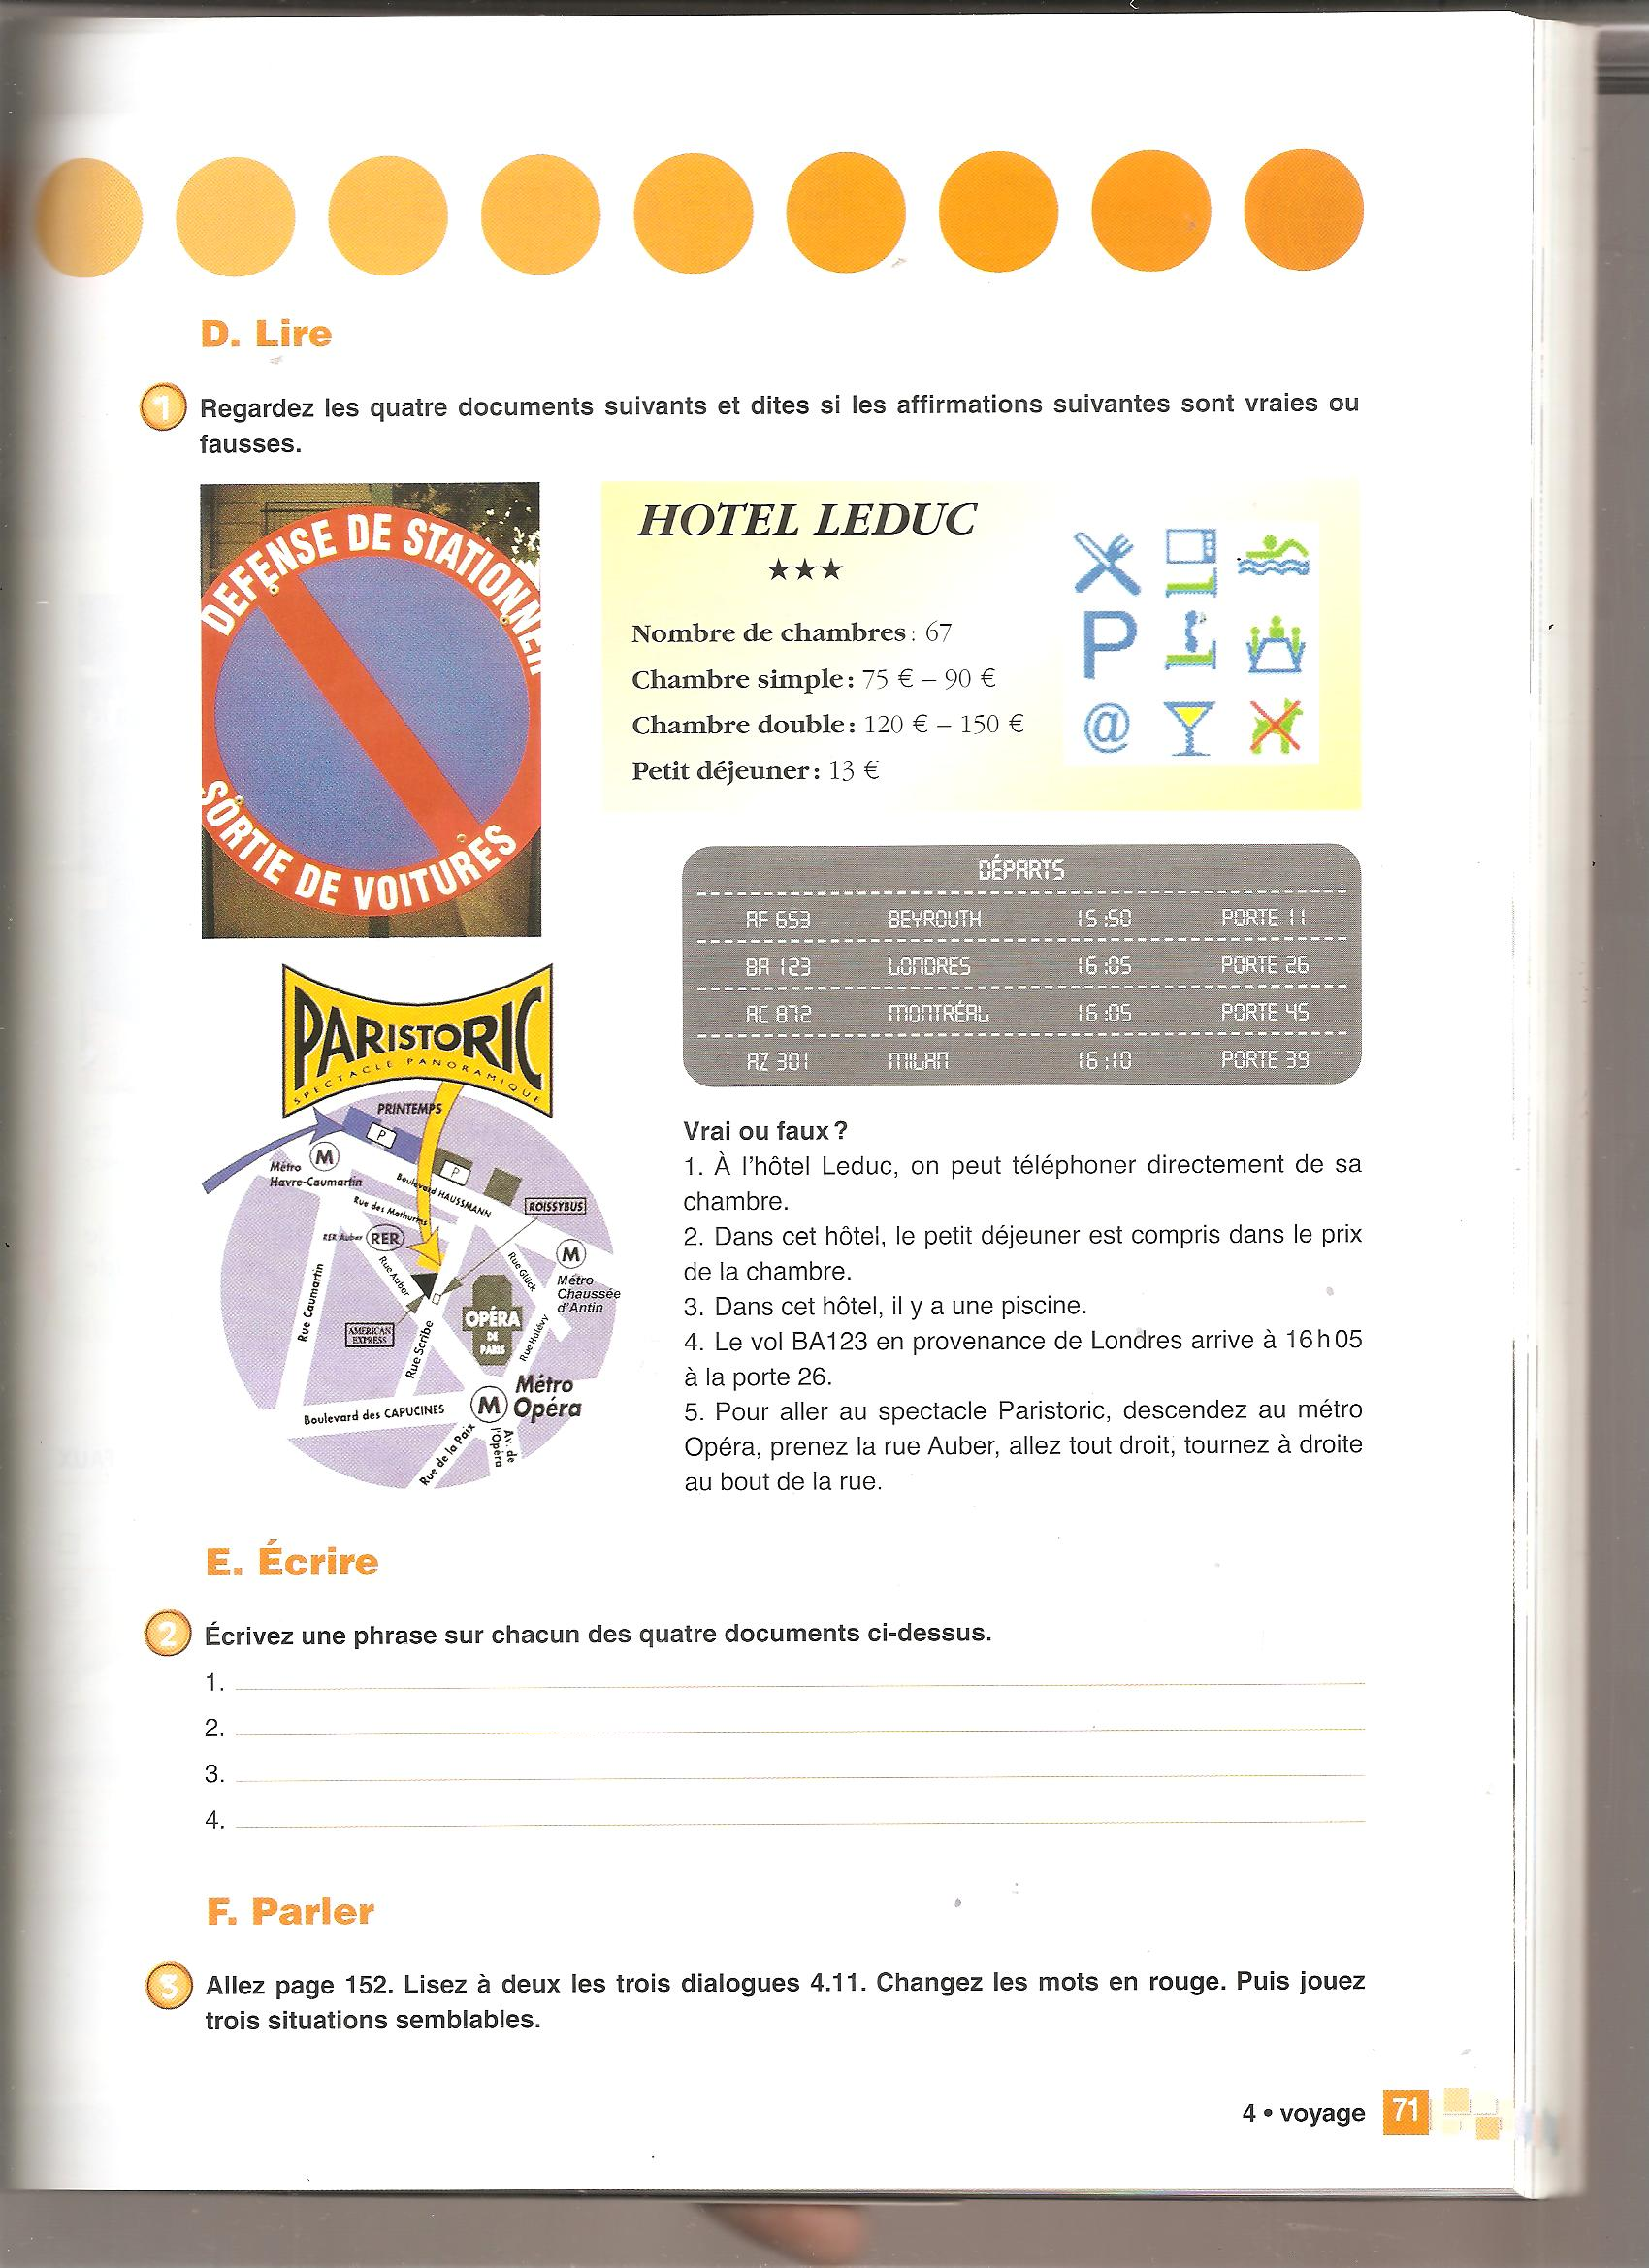 D. Lire
1 Regardez les quatre documents suivants et dites si les affirmations suivantes sont vraies ou
fausses.
DEFENSE DE STATIONNER
SORTIE DE VOITURES
HOTEL LEDUC
★★★
Nombre de chambres : 67
Chambre simple : 75 € – 90 €
Chambre double : 120 € – 150 €
Petit déjeuner : 13 €
P
@
DÉPARTS
AF 653 BEYROUTH 15:50 PORTE 11
BA 123 LONDRES 16:05 PORTE 26
AC 872 MONTRÉAL 16:05 PORTE 45
AZ 301 MILAN 16:10 PORTE 39
PARISTORIC
SPECTACLE PANORAMIQUE
PRINTEMPS
P
P
M
Métro
Havre-Caumartin
Boulevard HAUSSMANN
Rue des Mathurins
ROISSYBUS
RER Auber RER
M
Métro
Chaussée
d'Antin
Rue Caumartin
Rue Auber
Rue Gluck
AMERICAN
EXPRESS
Rue Scribe
OPÉRA
DE
PARIS
Rue Halévy
Boulevard des CAPUCINES
M Métro
Opéra
Rue de la Paix
Av. de
l'Opéra
Vrai ou faux ?
1. À l'hôtel Leduc, on peut téléphoner directement de sa
chambre.
2. Dans cet hôtel, le petit déjeuner est compris dans le prix
de la chambre.
3. Dans cet hôtel, il y a une piscine.
4. Le vol BA123 en provenance de Londres arrive à 16 h 05
à la porte 26.
5. Pour aller au spectacle Paristoric, descendez au métro
Opéra, prenez la rue Auber, allez tout droit, tournez à droite
au bout de la rue.
E. Écrire
2 Écrivez une phrase sur chacun des quatre documents ci-dessus.
1.
2.
3.
4.
F. Parler
3 Allez page 152. Lisez à deux les trois dialogues 4.11. Changez les mots en rouge. Puis jouez
trois situations semblables.
4 • voyage 71